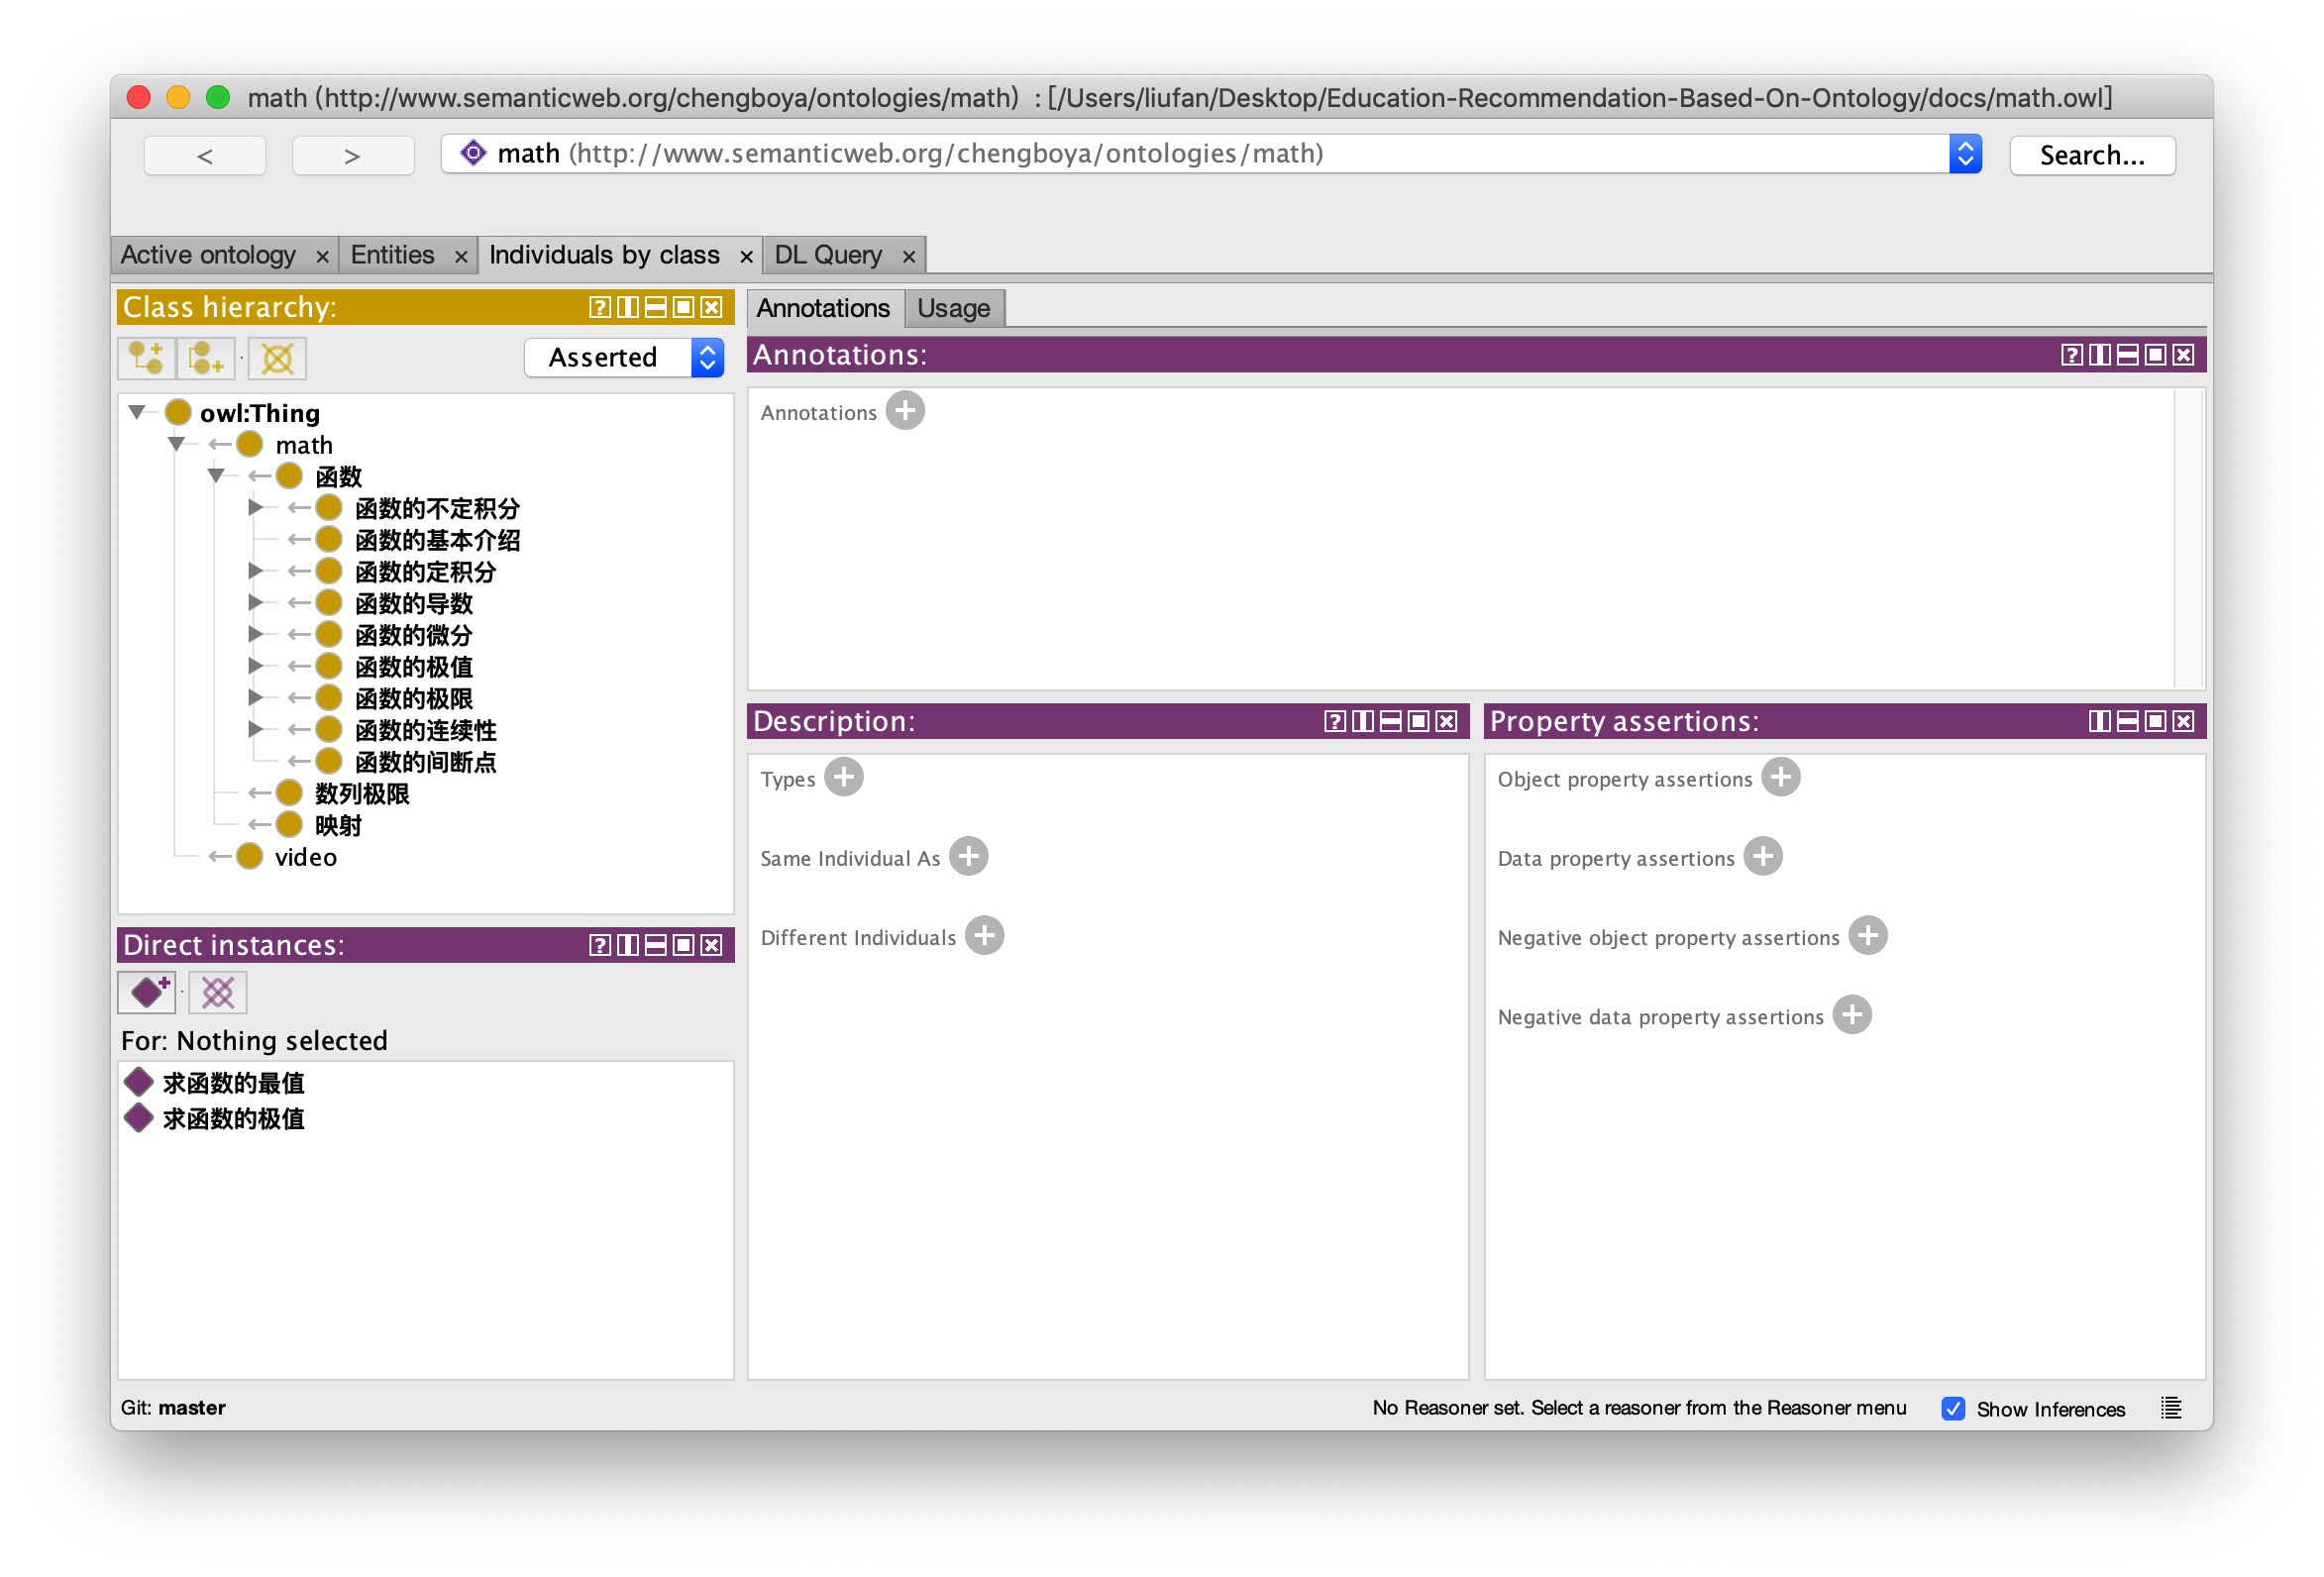 math (http://www.semanticweb.org/chengboya/ontologies/math) : [/Users/liufan/Desktop/Education-Recommendation-Based-On-Ontology/docs/math.owl]
< > math (http://www.semanticweb.org/chengboya/ontologies/math) Search...
Active ontology × Entities × Individuals by class × DL Query ×
Class hierarchy:
Asserted
owl:Thing
math
函数
函数的不定积分
函数的基本介绍
函数的定积分
函数的导数
函数的微分
函数的极值
函数的极限
函数的连续性
函数的间断点
数列极限
映射
video
Direct instances:
For: Nothing selected
求函数的最值
求函数的极值
Annotations Usage
Annotations:
Annotations
Description:
Types
Same Individual As
Different Individuals
Property assertions:
Object property assertions
Data property assertions
Negative object property assertions
Negative data property assertions
Git: master
No Reasoner set. Select a reasoner from the Reasoner menu
Show Inferences